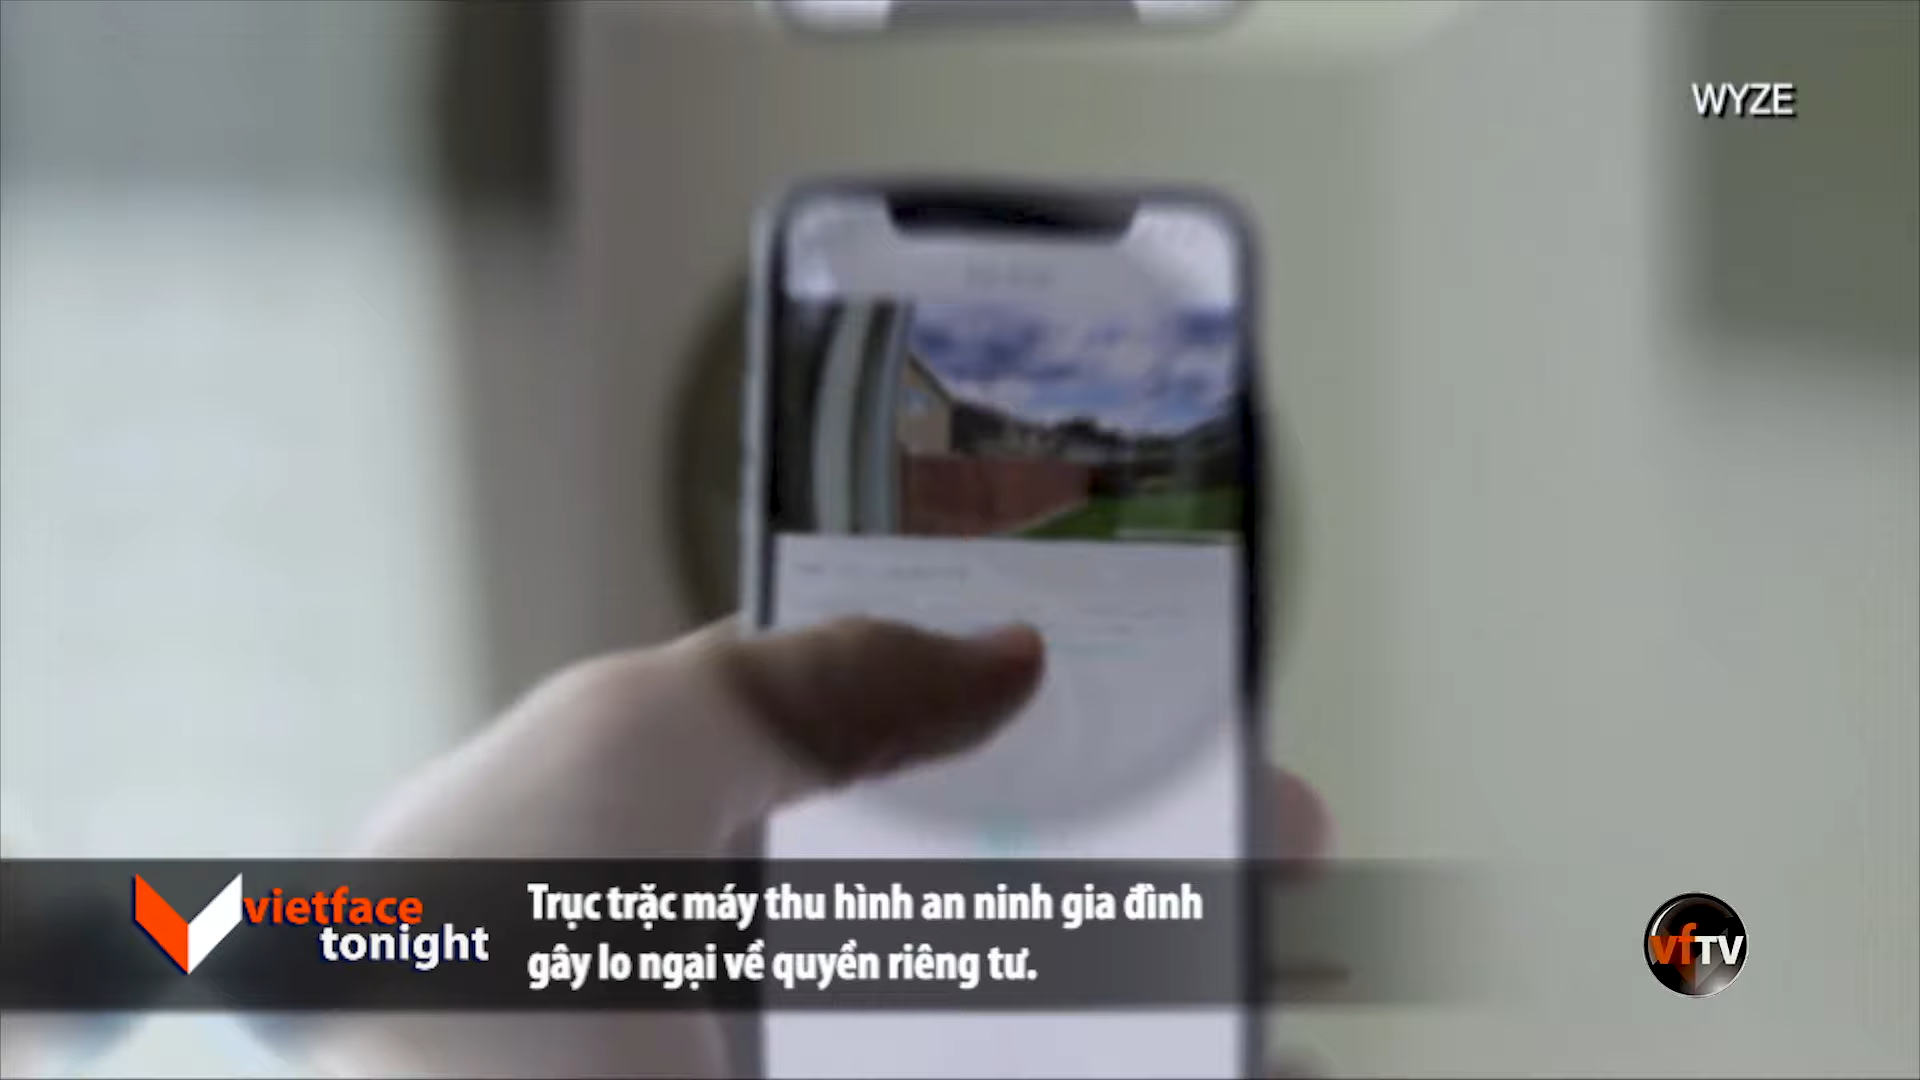 WYZE
vietface
tonight
Trục trặc máy thu hình an ninh gia đình
gây lo ngại về quyền riêng tư.
vfTV